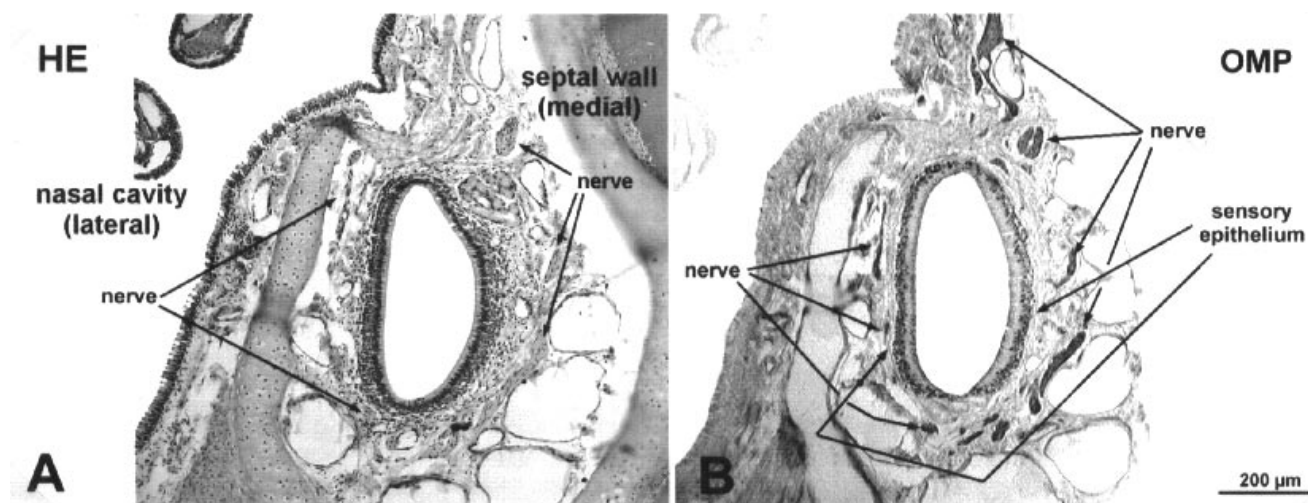 HE
septal wall
(medial)
nerve
nasal cavity
(lateral)
nerve
A
OMP
nerve
sensory
epithelium
nerve
B
200 µm